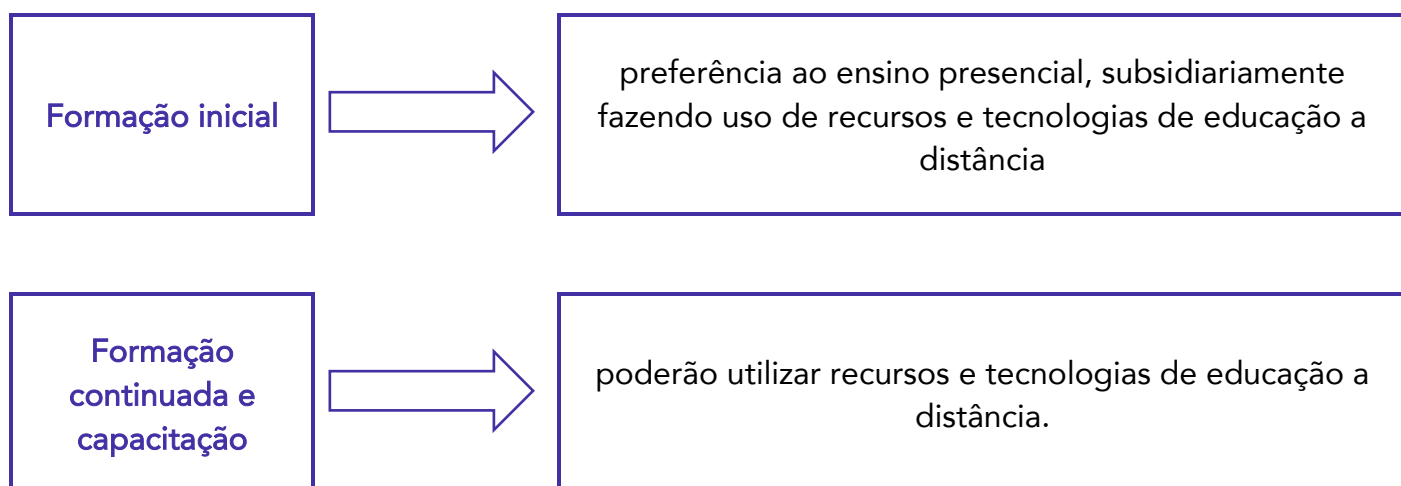 Formação inicial
preferência ao ensino presencial, subsidiariamente
fazendo uso de recursos e tecnologias de educação a
distância
Formação
continuada e
capacitação
poderão utilizar recursos e tecnologias de educação a
distância.